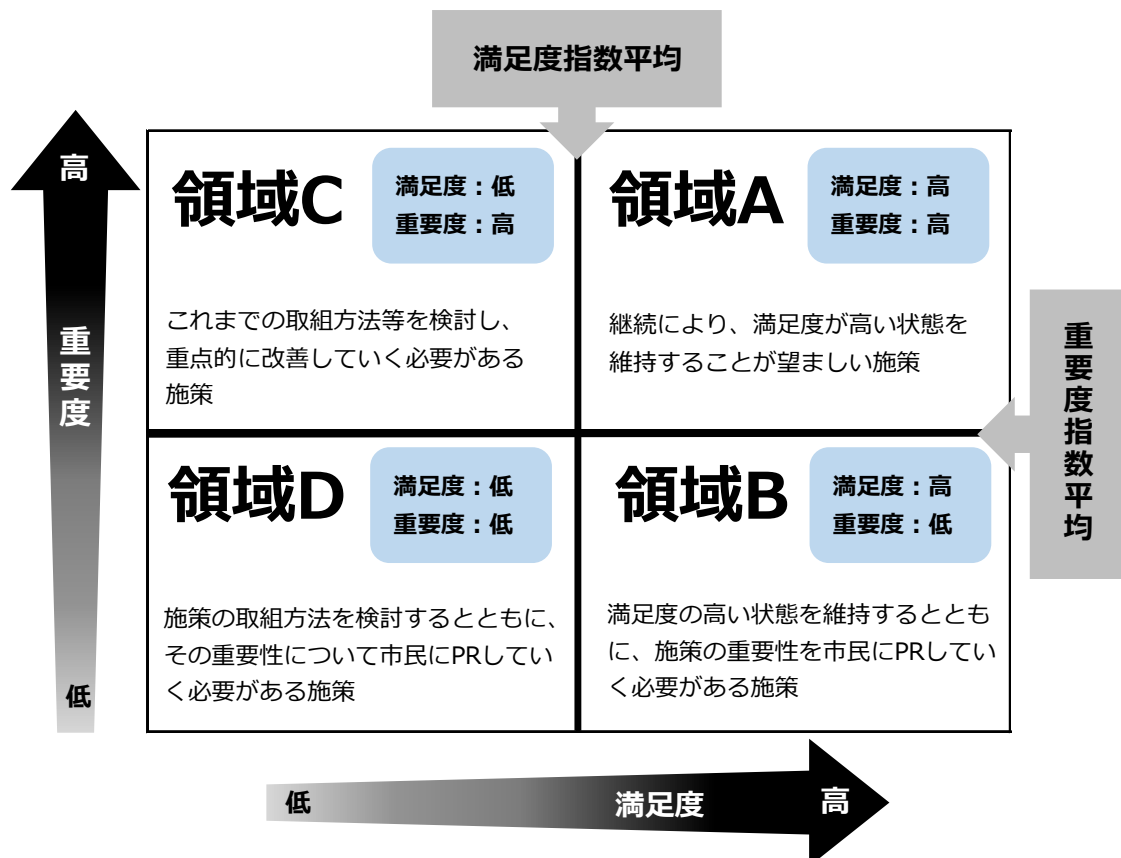 満足度指数平均
高
重要度
低
領域C
満足度：低
重要度：高
これまでの取組方法等を検討し、
重点的に改善していく必要がある
施策
領域A
満足度：高
重要度：高
継続により、満足度が高い状態を
維持することが望ましい施策
重要度指数平均
領域D
満足度：低
重要度：低
施策の取組方法を検討するとともに、
その重要性について市民にPRしてい
く必要がある施策
領域B
満足度：高
重要度：低
満足度の高い状態を維持するととも
に、施策の重要性を市民にPRしてい
く必要がある施策
低
満足度
高